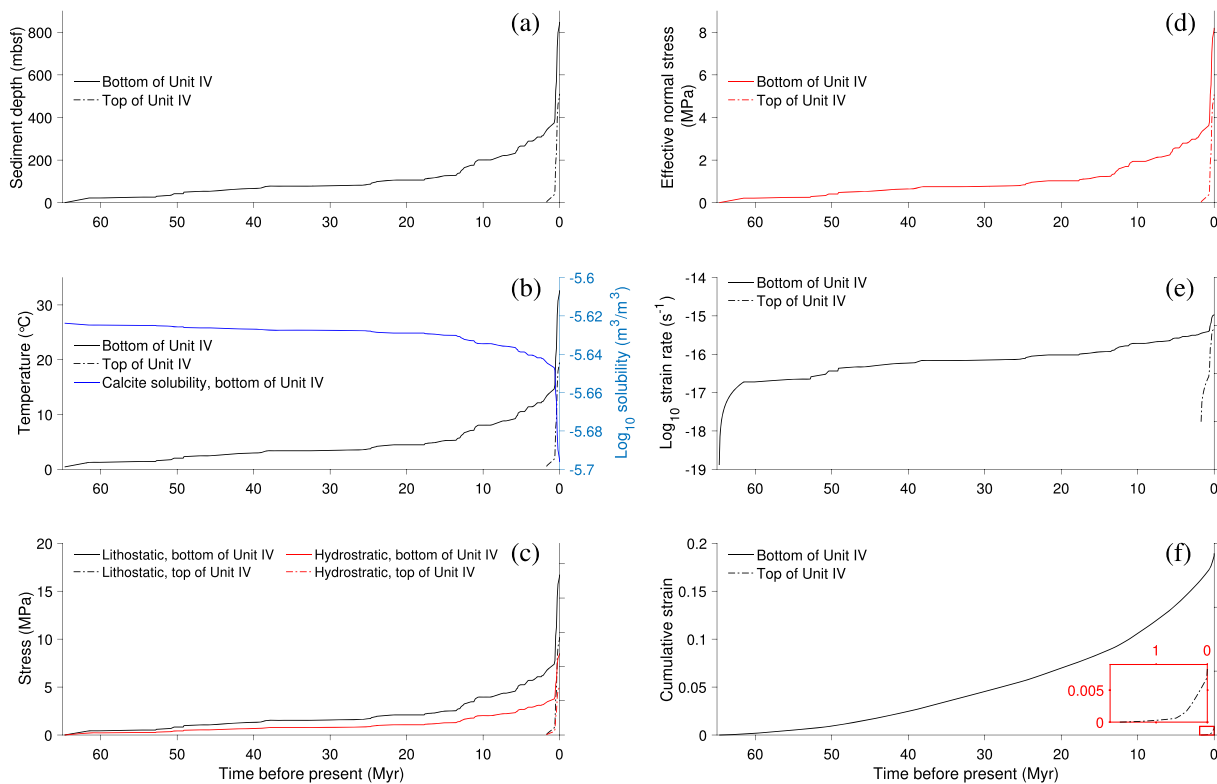 (a)
Sediment depth (mbsf)
800
600
400
200
0
Bottom of Unit IV
Top of Unit IV
60 50 40 30 20 10 0
(d)
Effective normal stress
(MPa)
8
6
4
2
0
Bottom of Unit IV
Top of Unit IV
60 50 40 30 20 10 0
(b)
Temperature (°C)
30
20
10
0
Bottom of Unit IV
Top of Unit IV
Calcite solubility, bottom of Unit IV
-5.6
-5.62
-5.64
-5.66
-5.68
-5.7
Log10 solubility (m3/m3)
60 50 40 30 20 10 0
(e)
Log10 strain rate (s-1)
-14
-15
-16
-17
-18
-19
Bottom of Unit IV
Top of Unit IV
60 50 40 30 20 10 0
(c)
Stress (MPa)
20
15
10
5
0
Lithostatic, bottom of Unit IV Hydrostratic, bottom of Unit IV
Lithostatic, top of Unit IV Hydrostratic, top of Unit IV
60 50 40 30 20 10 0
Time before present (Myr)
(f)
Cumulative strain
0.2
0.15
0.1
0.05
0
Bottom of Unit IV
Top of Unit IV
1 0
0.005
0
60 50 40 30 20 10 0
Time before present (Myr)